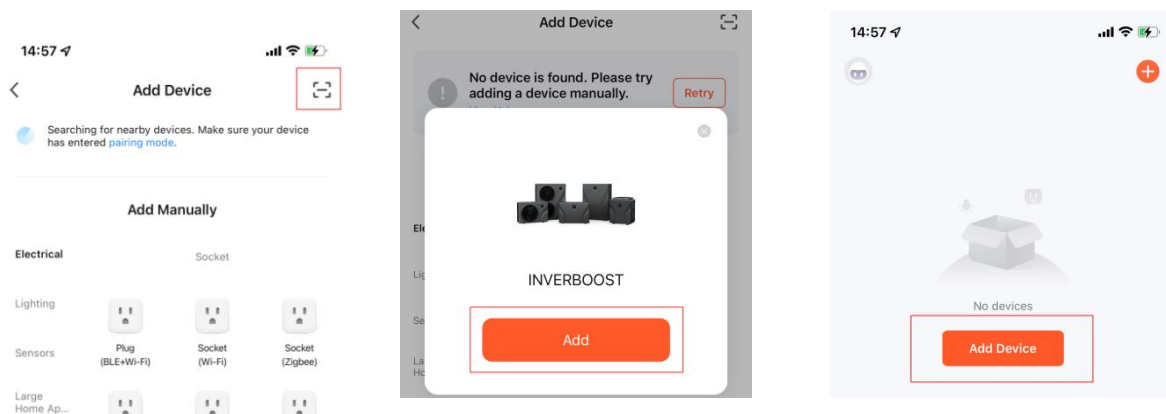 14:57
Add Device
Searching for nearby devices. Make sure your device
has entered pairing mode.
Add Manually
Electrical
Socket
Lighting
Sensors
Plug
(BLE+Wi-Fi)
Socket
(Wi-Fi)
Socket
(Zigbee)
Large
Home Ap...
Add Device
No device is found. Please try
adding a device manually.
Retry
INVERBOOST
Add
14:57
No devices
Add Device